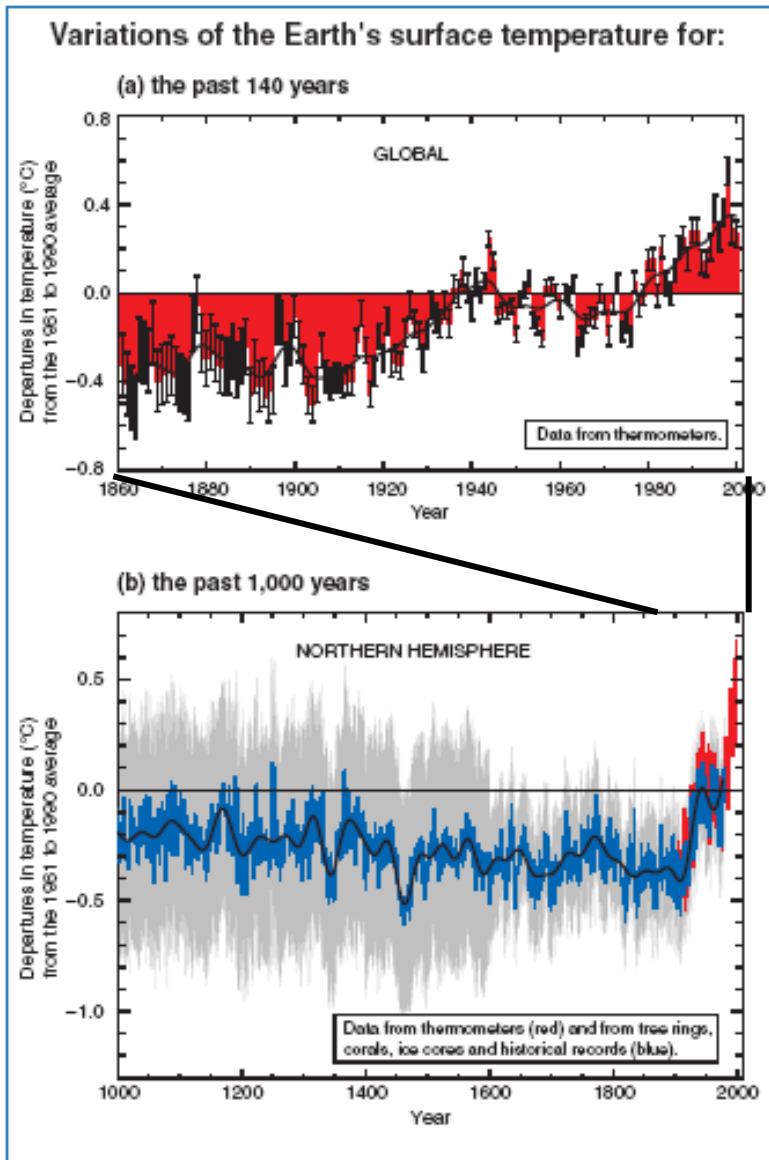 Variations of the Earth's surface temperature for:
(a) the past 140 years
GLOBAL
Departures in temperature (°C)
from the 1961 to 1990 average
0.8
0.4
0.0
−0.4
−0.8
Data from thermometers.
1860 1880 1900 1920 1940 1960 1980 2000
Year
(b) the past 1,000 years
NORTHERN HEMISPHERE
Departures in temperature (°C)
from the 1961 to 1990 average
0.5
0.0
−0.5
−1.0
Data from thermometers (red) and from tree rings,
corals, ice cores and historical records (blue).
1000 1200 1400 1600 1800 2000
Year